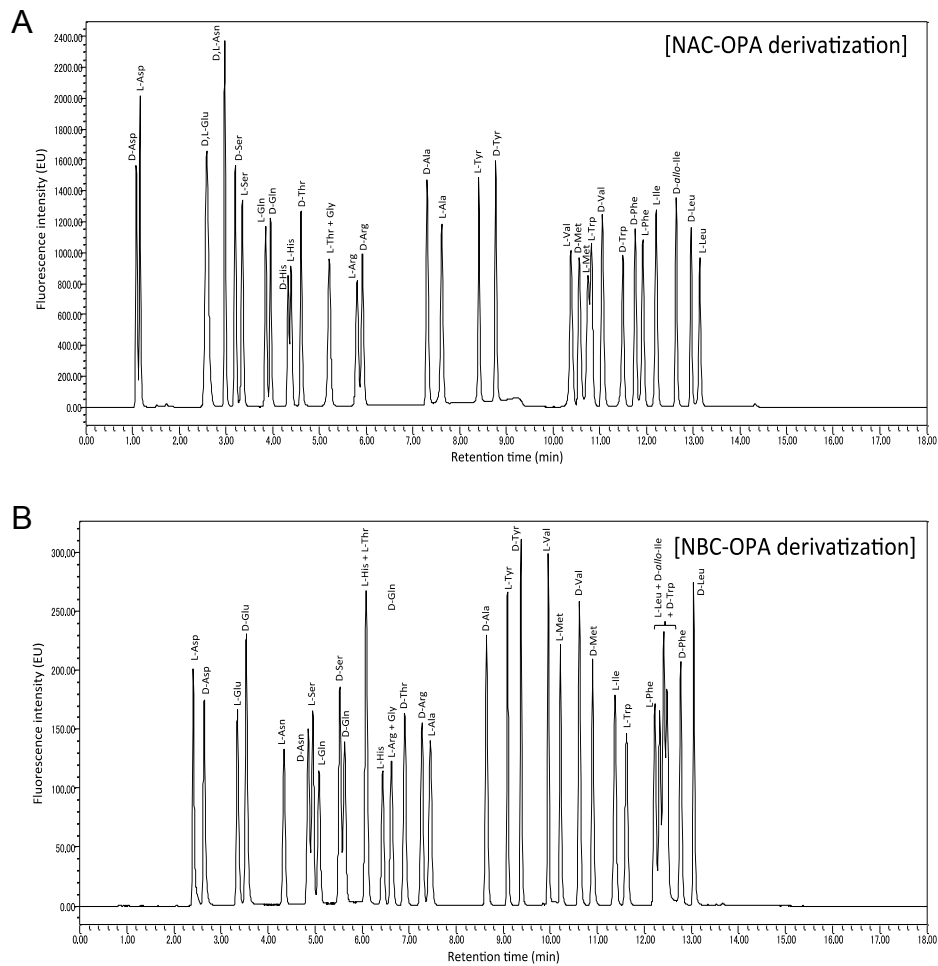 A
[NAC-OPA derivatization]
Fluorescence intensity (EU)
2400.00
2200.00
2000.00
1800.00
1600.00
1400.00
1200.00
1000.00
800.00
600.00
400.00
200.00
0.00
D-Asp
L-Asp
D,L-Glu
D,L-Asn
D-Ser
L-Ser
L-Gln
D-Gln
D-His
L-His
D-Thr
L-Thr + Gly
L-Arg
D-Arg
D-Ala
L-Ala
L-Tyr
D-Tyr
L-Val
D-Met
L-Met
L-Trp
D-Val
D-Trp
D-Phe
L-Phe
L-Ile
D-allo-Ile
D-Leu
L-Leu
0.00 1.00 2.00 3.00 4.00 5.00 6.00 7.00 8.00 9.00 10.00 11.00 12.00 13.00 14.00 15.00 16.00 17.00 18.00
Retention time (min)
B
[NBC-OPA derivatization]
Fluorescence intensity (EU)
300.00
250.00
200.00
150.00
100.00
50.00
0.00
L-Asp
D-Asp
L-Glu
D-Glu
L-Asn
D-Asn
L-Ser
L-Gln
D-Ser
D-Gln
L-His + L-Thr
D-Gln
L-His
L-Arg + Gly
D-Thr
D-Arg
L-Ala
D-Ala
L-Tyr
D-Tyr
L-Val
L-Met
D-Val
D-Met
L-Ile
L-Trp
L-Phe
L-Leu + D-allo-Ile
+ D-Trp
D-Phe
D-Leu
0.00 1.00 2.00 3.00 4.00 5.00 6.00 7.00 8.00 9.00 10.00 11.00 12.00 13.00 14.00 15.00 16.00 17.00 18.00
Retention time (min)